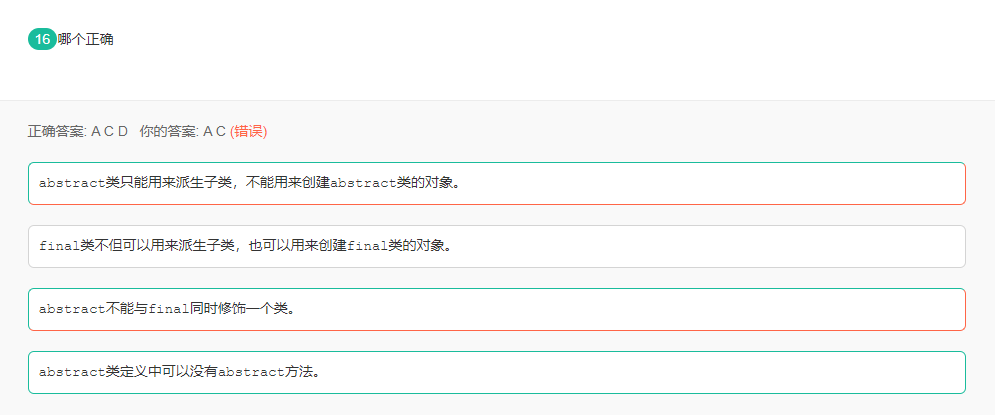 16 哪个正确
正确答案: A C D 你的答案: A C (错误)
abstract类只能用来派生子类，不能用来创建abstract类的对象。
final类不但可以用来派生子类，也可以用来创建final类的对象。
abstract不能与final同时修饰一个类。
abstract类定义中可以没有abstract方法。